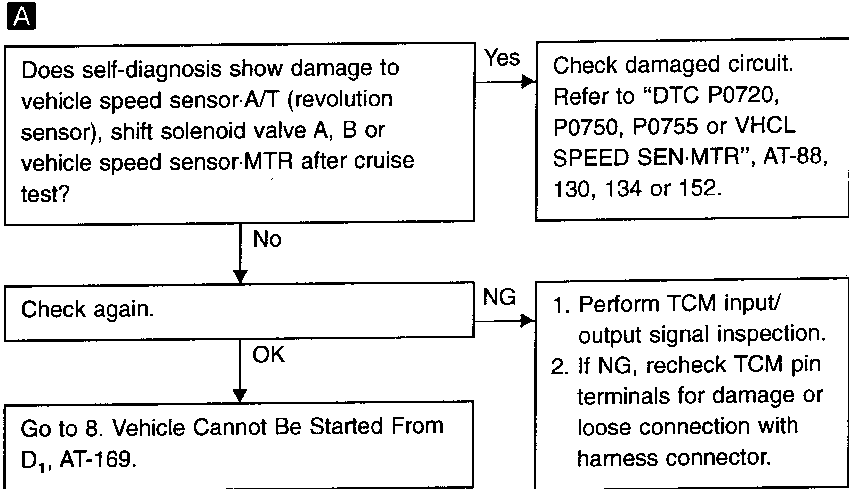 A
Does self-diagnosis show damage to
vehicle speed sensor·A/T (revolution
sensor), shift solenoid valve A, B or
vehicle speed sensor·MTR after cruise
test?
Yes
Check damaged circuit.
Refer to “DTC P0720,
P0750, P0755 or VHCL
SPEED SEN·MTR”, AT-88,
130, 134 or 152.
No
Check again.
NG
1. Perform TCM input/
output signal inspection.
2. If NG, recheck TCM pin
terminals for damage or
loose connection with
harness connector.
OK
Go to 8. Vehicle Cannot Be Started From
D₁, AT-169.